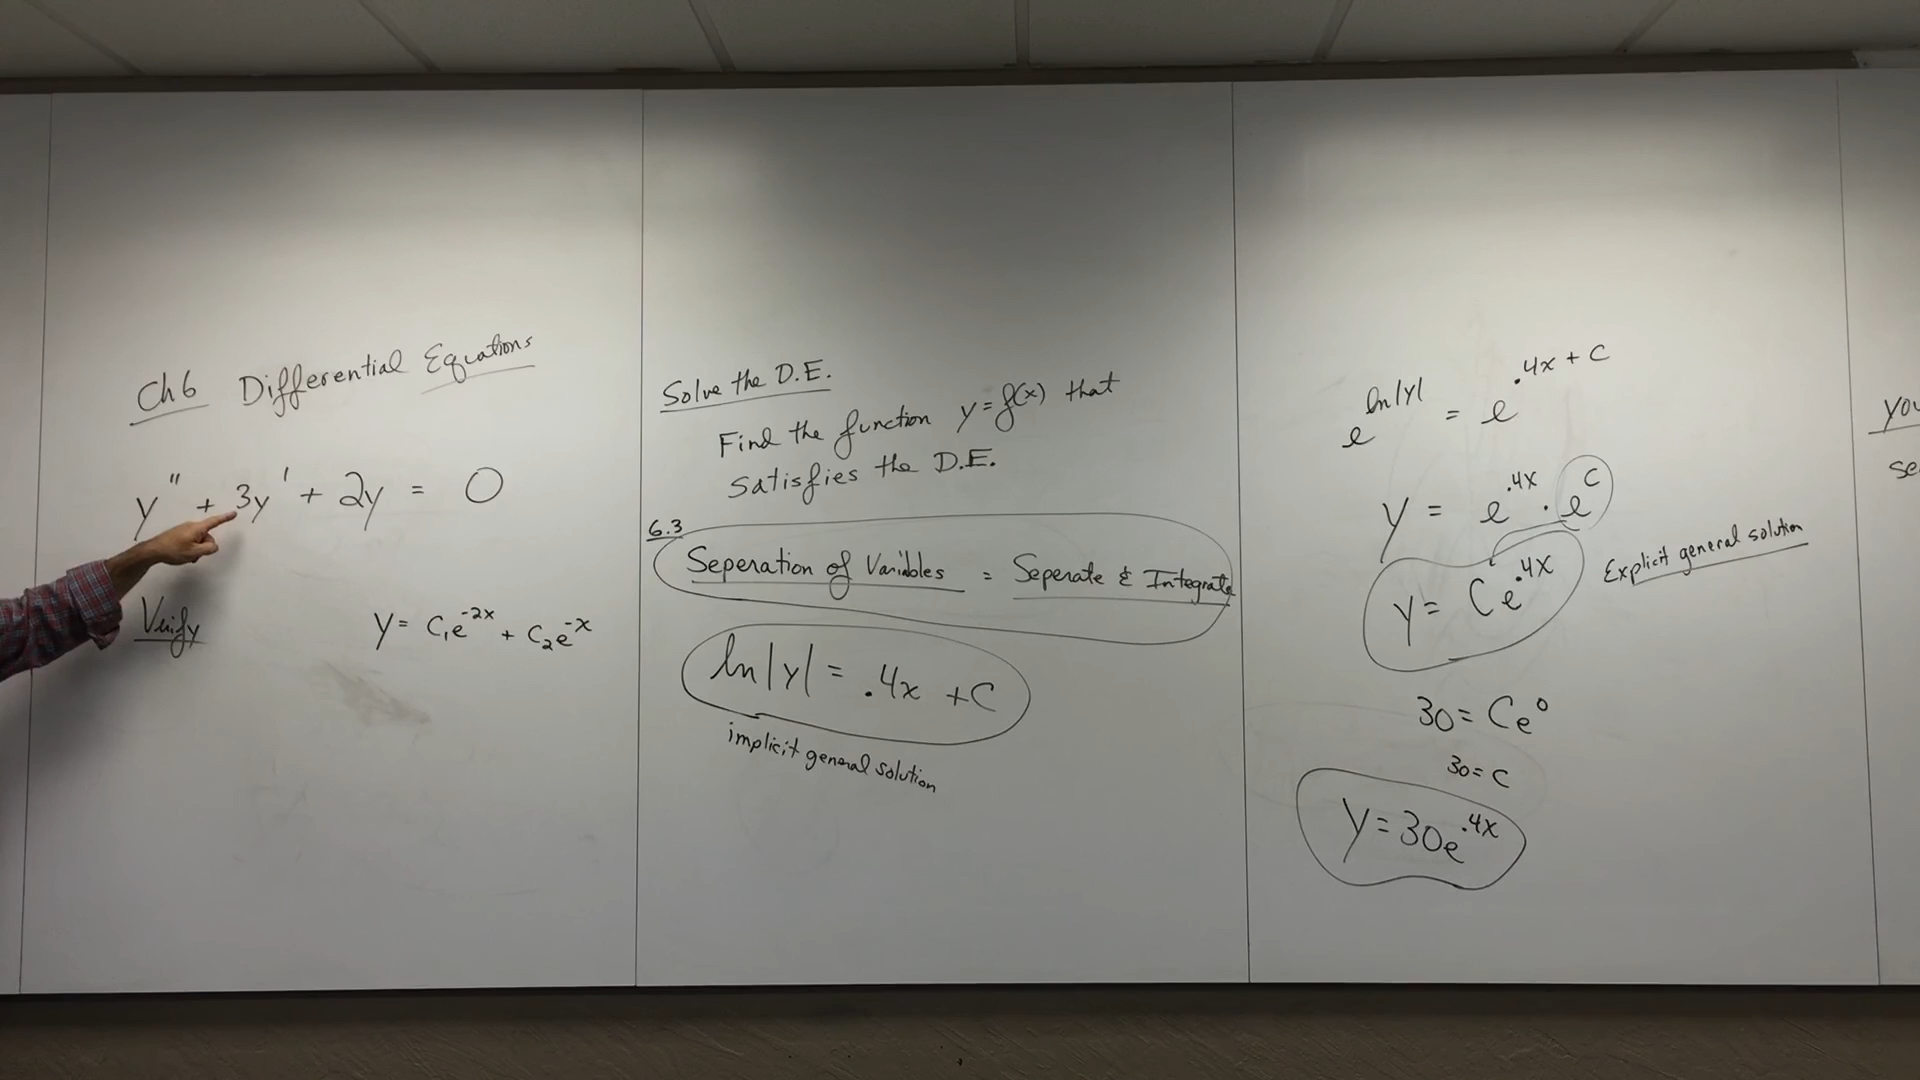 Ch 6 Differential Equations
y'' + 3y' + 2y = 0
Verify
y = C₁e^-2x + C₂e^-x
Solve the D.E.
Find the function y = f(x) that
satisfies the D.E.
6.3
Seperation of Variables = Seperate & Integrate
ln|y| = .4x + C
implicit general solution
e^ln|y| = e^.4x + C
y = e^.4x · e^C
y = Ce^.4x
Explicit general solution
30 = Ce^0
30 = C
y = 30e^.4x